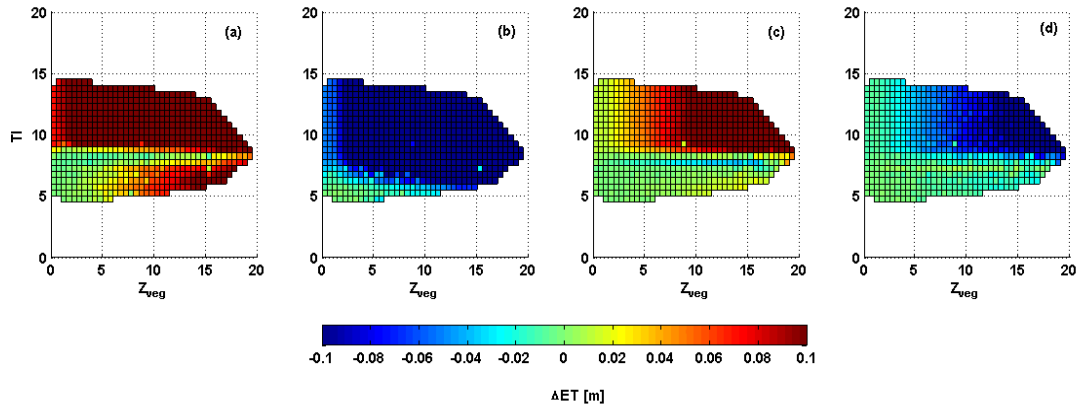 20 (a) 20 (b) 20 (c) 20 (d)
15 15 15 15
TI 10 10 10 10
5 5 5 5
0 0 0 0
0 5 10 15 20 0 5 10 15 20 0 5 10 15 20 0 5 10 15 20
Zveg Zveg Zveg Zveg
-0.1 -0.08 -0.06 -0.04 -0.02 0 0.02 0.04 0.06 0.08 0.1
ΔET [m]